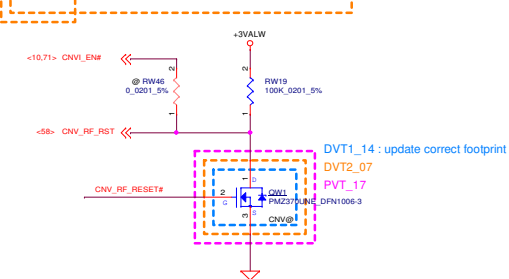 +3VALW
<10,71> CNVI_EN#
2 2
@ RW46 RW19
0_0201_5% 100K_0201_5%
1 1
<58> CNV_RF_RST
DVT1_14 : update correct footprint
DVT2_07
PVT_17
1 D
CNV_RF_RESET# 2 G QW1
PMZ370UNE_DFN1006-3
3 S
CNV@